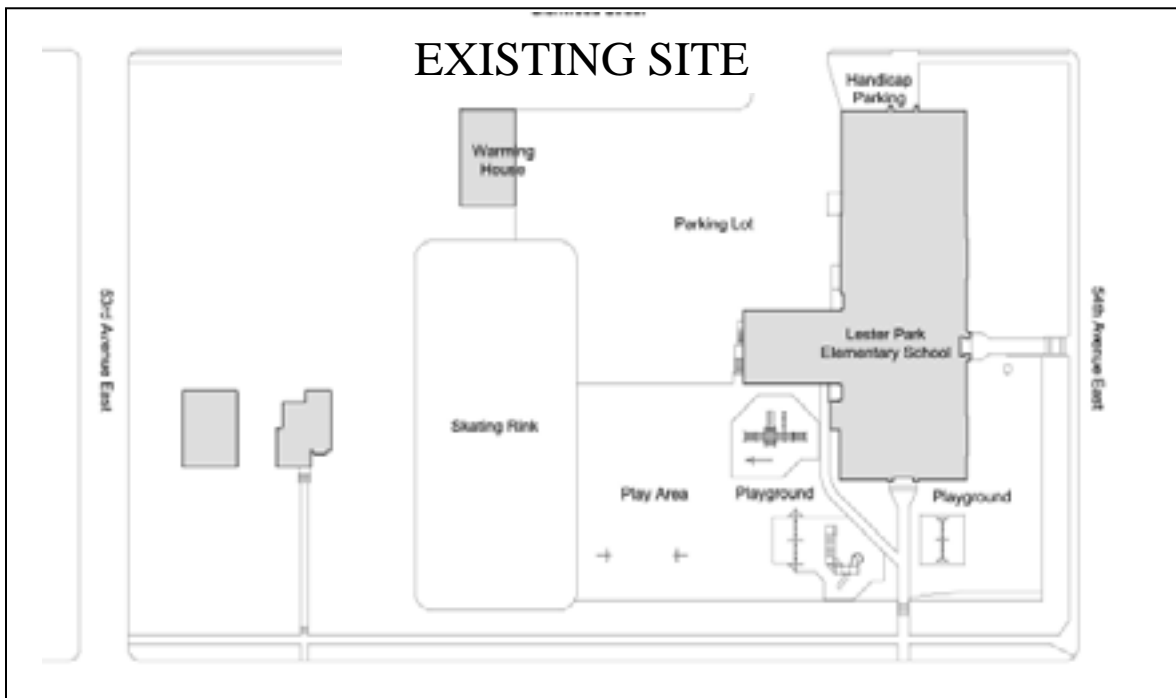 EXISTING SITE
Handicap
Parking
Warming
House
Parking Lot
53rd Avenue East
54th Avenue East
Lester Park
Elementary School
Skating Rink
Play Area
Playground
Playground